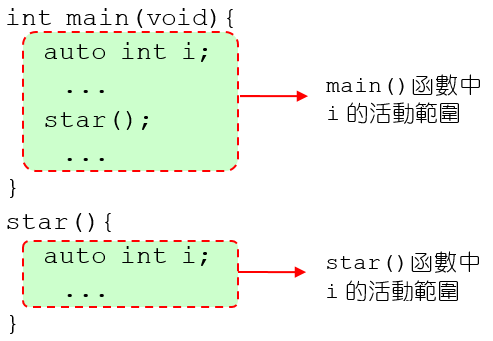 int main(void){
auto int i;
...
star();
...
}
main()函數中
i 的活動範圍
star(){
auto int i;
...
}
star()函數中
i 的活動範圍